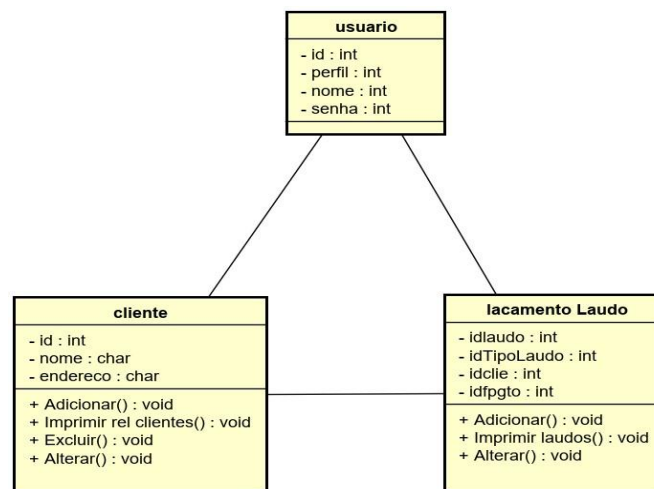 usuario
- id : int
- perfil : int
- nome : int
- senha : int
cliente
- id : int
- nome : char
- endereco : char
+ Adicionar() : void
+ Imprimir rel clientes() : void
+ Excluir() : void
+ Alterar() : void
lacamento Laudo
- idlaudo : int
- idTipoLaudo : int
- idclie : int
- idfpgto : int
+ Adicionar() : void
+ Imprimir laudos() : void
+ Alterar() : void